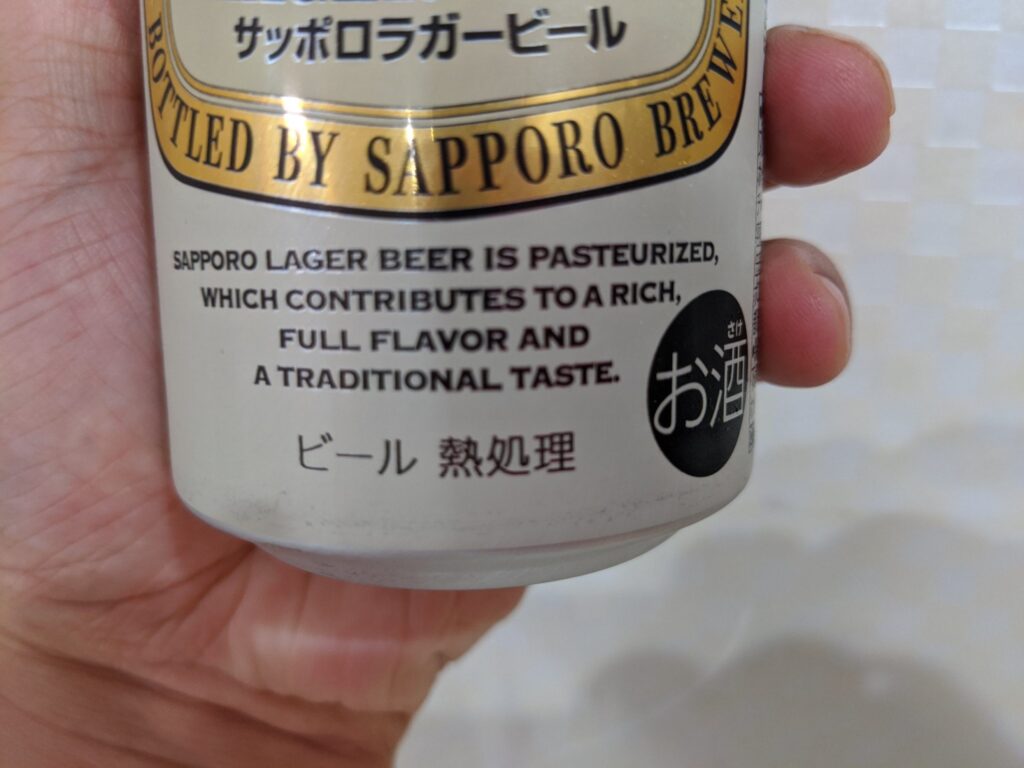 サッポロラガービール
BOTTLED BY SAPPORO
SAPPORO LAGER BEER IS PASTEURIZED,
WHICH CONTRIBUTES TO A RICH,
FULL FLAVOR AND
A TRADITIONAL TASTE.
さけ
お酒
ビール 熱処理